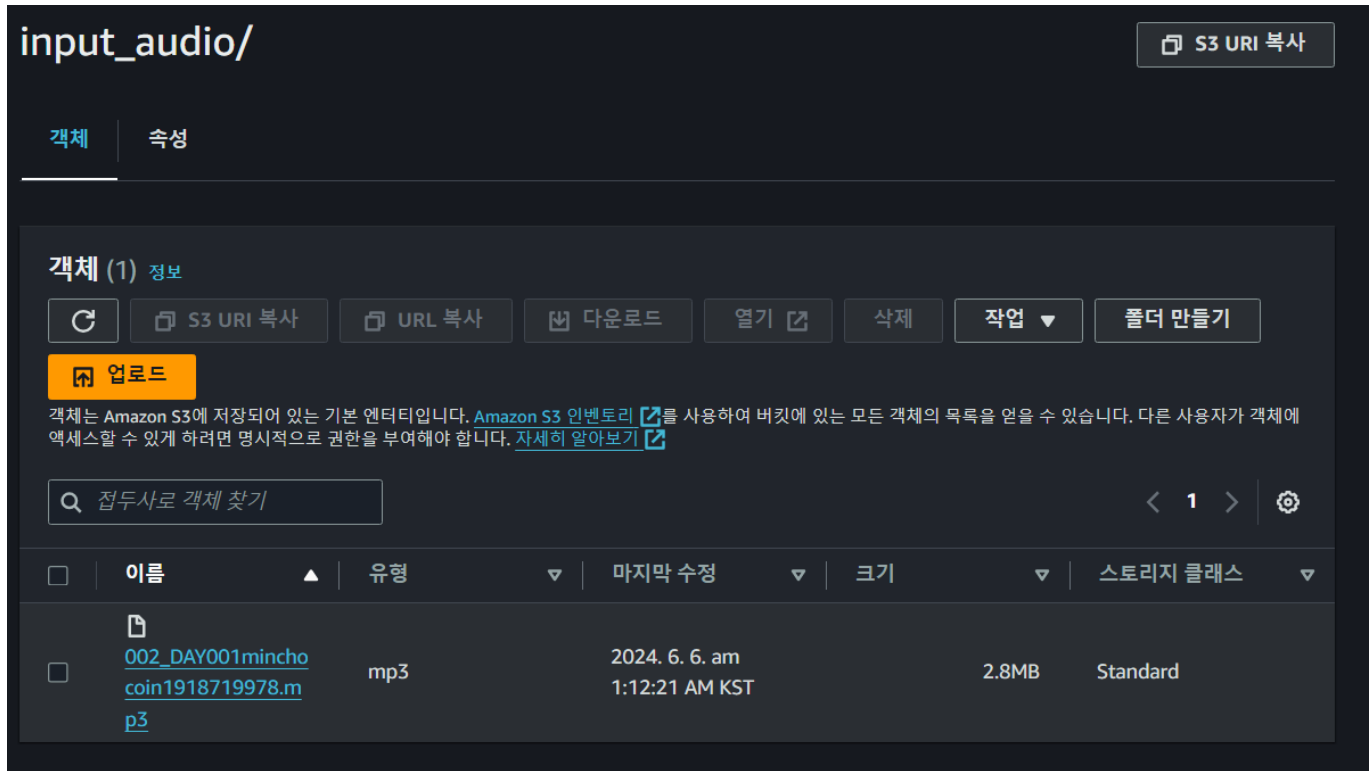 input_audio/
S3 URI 복사
객체 속성
객체 (1) 정보
S3 URI 복사 URL 복사 다운로드 열기 삭제 작업 폴더 만들기
업로드
객체는 Amazon S3에 저장되어 있는 기본 엔터티입니다. Amazon S3 인벤토리를 사용하여 버킷에 있는 모든 객체의 목록을 얻을 수 있습니다. 다른 사용자가 객체에
액세스할 수 있게 하려면 명시적으로 권한을 부여해야 합니다. 자세히 알아보기
접두사로 객체 찾기
1
이름 유형 마지막 수정 크기 스토리지 클래스
002_DAY001mincho
coin1918719978.m
p3
mp3
2024. 6. 6. am
1:12:21 AM KST
2.8MB
Standard